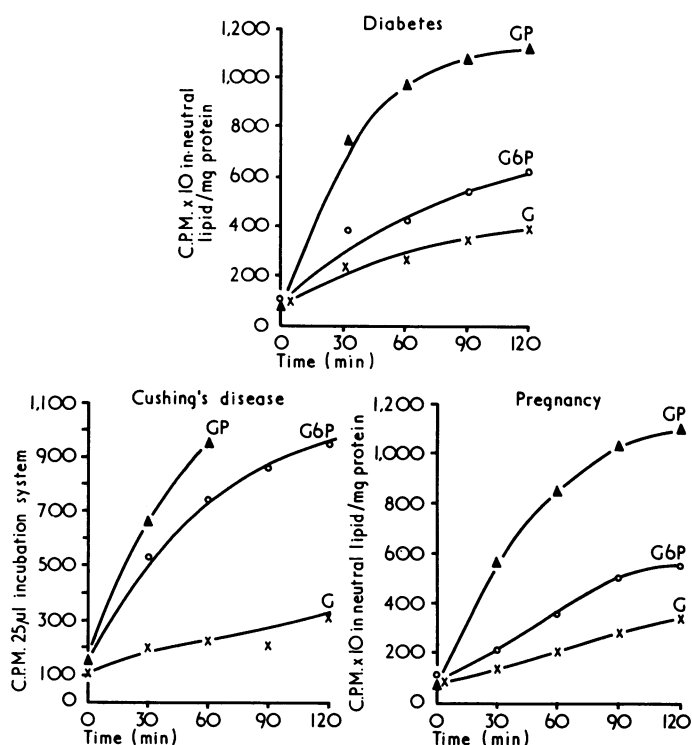 Diabetes
C.P.M. x 10 in neutral
lipid/mg protein
1,200
1,000
800
600
400
200
0
GP
G6P
G
0 30 60 90 120
Time (min)
Cushing's disease
C.P.M. 25µl incubation system
1,100
900
700
500
300
100
0
GP
G6P
G
0 30 60 90 120
Time (min)
Pregnancy
C.P.M. x 10 in neutral lipid/mg protein
1,200
1,000
800
600
400
200
0
GP
G6P
G
0 30 60 90 120
Time (min)